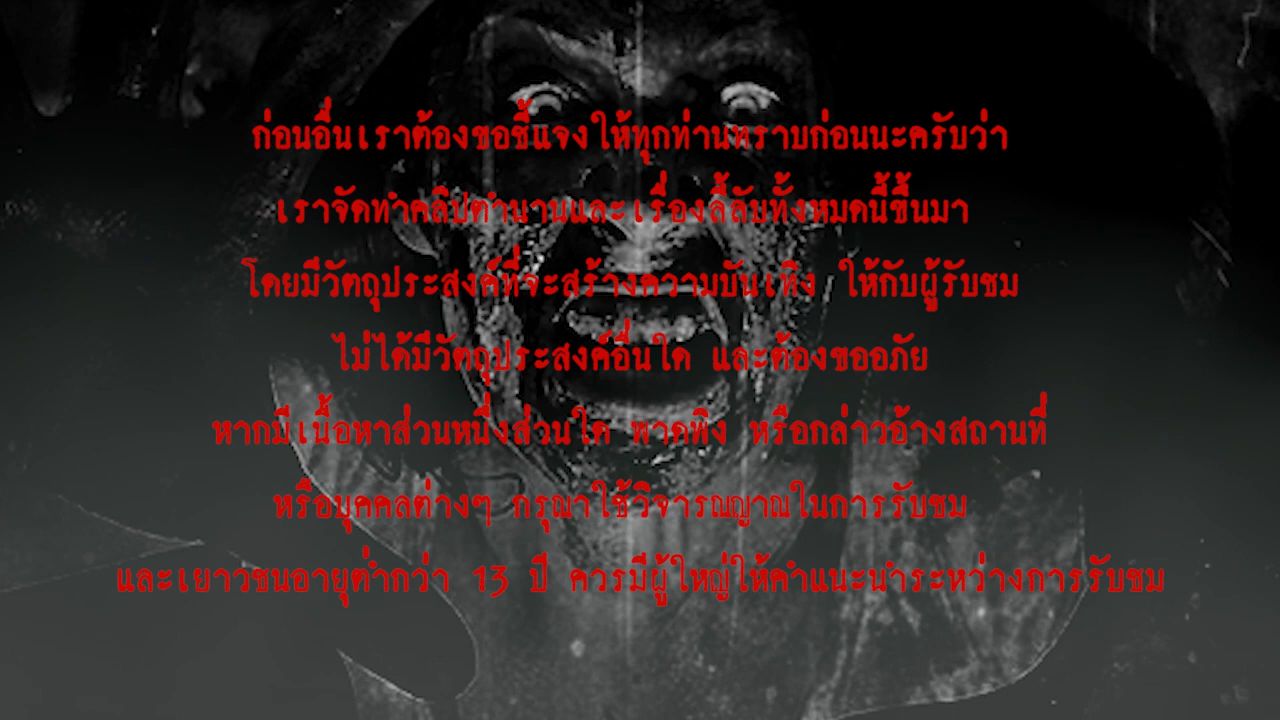 ก่อนอื่นเราต้องขอชี้แจงให้ทุกท่านทราบก่อนนะครับว่า
เราจัดทำคลิปตำนานและเรื่องลี้ลับทั้งหมดนี้ขึ้นมา
โดยมีวัตถุประสงค์ที่จะสร้างความบันเทิง ให้กับผู้รับชม
ไม่ได้มีวัตถุประสงค์อื่นใด และต้องขออภัย
หากมีเนื้อหาส่วนหนึ่งส่วนใด พาดพิง หรือกล่าวอ้างสถานที่
หรือบุคคลต่างๆ กรุณาใช้วิจารณญาณในการรับชม
และเยาวชนอายุต่ำกว่า 13 ปี ควรมีผู้ใหญ่ให้คำแนะนำระหว่างการรับชม